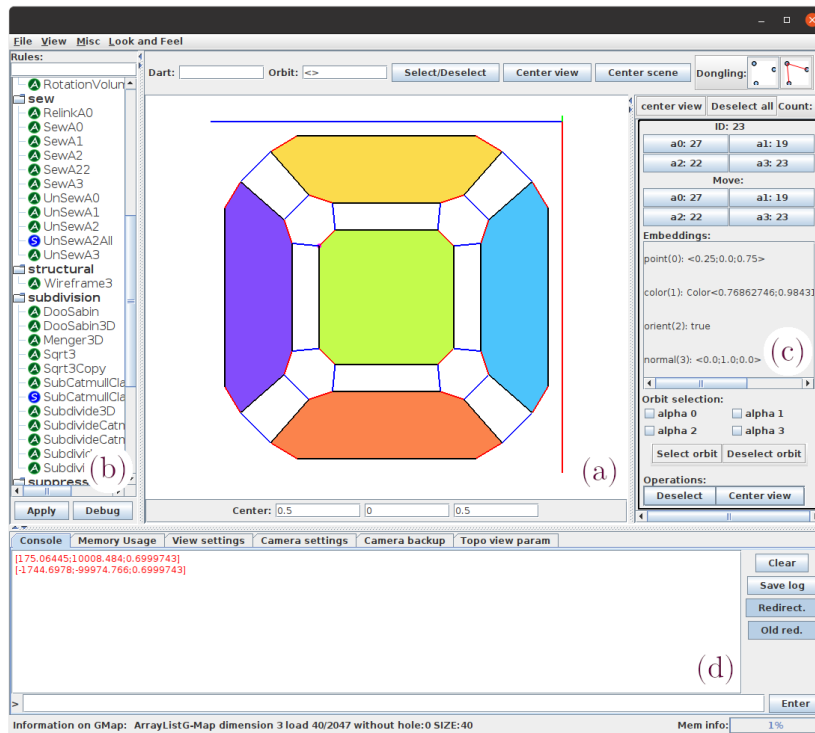 File View Misc Look and Feel
Rules:
Dart: Orbit: <> Select/Deselect Center view Center scene Dongling:
RotationVolum
sew
RelinkA0
SewA0
SewA1
SewA2
SewA22
SewA3
UnSewA0
UnSewA1
UnSewA2
UnSewA2All
UnSewA3
structural
Wireframe3
subdivision
DooSabin
DooSabin3D
Menger3D
Sqrt3
Sqrt3Copy
SubCatmullCla
SubCatmullCla
Subdivide3D
SubdivideCatn
SubdivideCatn
Subdivid
Subdivi
suppress
(b)
Apply Debug
(a)
Center: 0.5 0 0.5
center view Deselect all Count:
ID: 23
a0: 27 a1: 19
a2: 22 a3: 23
Move:
a0: 27 a1: 19
a2: 22 a3: 23
Embeddings:
point(0): <0.25;0.0;0.75>
color(1): Color<0.76862746;0.98431
orient(2): true
normal(3): <0.0;1.0;0.0>
(c)
Orbit selection:
alpha 0 alpha 1
alpha 2 alpha 3
Select orbit Deselect orbit
Operations:
Deselect Center view
Console Memory Usage View settings Camera settings Camera backup Topo view param
[175.06445;10008.484;0.6999743]
[-1744.6978;-99974.766;0.6999743]
Clear
Save log
Redirect.
Old red.
(d)
> Enter
Information on GMap: ArrayListG-Map dimension 3 load 40/2047 without hole:0 SIZE:40 Mem info: 1%